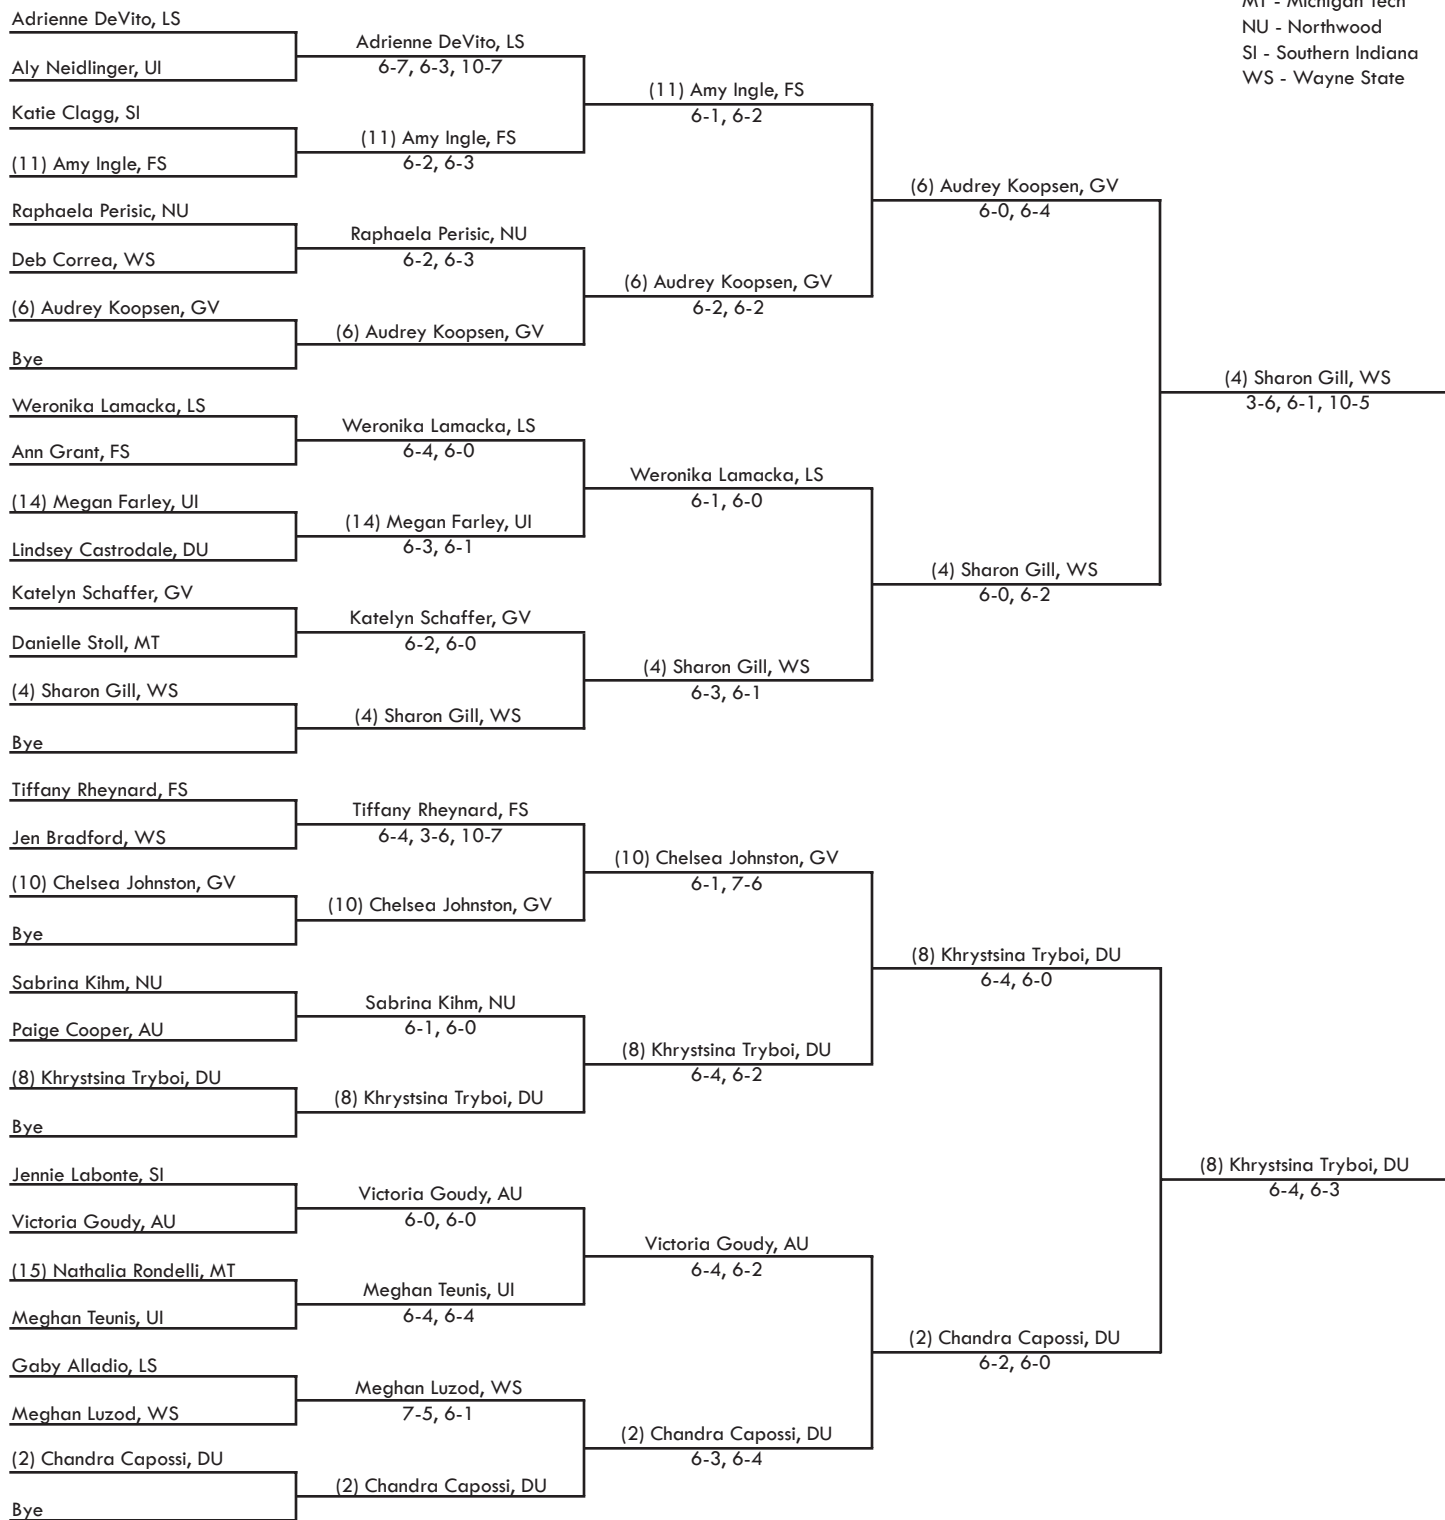 MT - Michigan Tech
NU - Northwood
SI - Southern Indiana
WS - Wayne State
Adrienne DeVito, LS
Aly Neidlinger, UI
Katie Clagg, SI
(11) Amy Ingle, FS
Raphaela Perisic, NU
Deb Correa, WS
(6) Audrey Koopsen, GV
Bye
Weronika Lamacka, LS
Ann Grant, FS
(14) Megan Farley, UI
Lindsey Castrodale, DU
Katelyn Schaffer, GV
Danielle Stoll, MT
(4) Sharon Gill, WS
Bye
Tiffany Rheynard, FS
Jen Bradford, WS
(10) Chelsea Johnston, GV
Bye
Sabrina Kihm, NU
Paige Cooper, AU
(8) Khrystsina Tryboi, DU
Bye
Jennie Labonte, SI
Victoria Goudy, AU
(15) Nathalia Rondelli, MT
Meghan Teunis, UI
Gaby Alladio, LS
Meghan Luzod, WS
(2) Chandra Capossi, DU
Bye
Adrienne DeVito, LS
6-7, 6-3, 10-7
(11) Amy Ingle, FS
6-2, 6-3
Raphaela Perisic, NU
6-2, 6-3
(6) Audrey Koopsen, GV
Weronika Lamacka, LS
6-4, 6-0
(14) Megan Farley, UI
6-3, 6-1
Katelyn Schaffer, GV
6-2, 6-0
(4) Sharon Gill, WS
Tiffany Rheynard, FS
6-4, 3-6, 10-7
(10) Chelsea Johnston, GV
Sabrina Kihm, NU
6-1, 6-0
(8) Khrystsina Tryboi, DU
Victoria Goudy, AU
6-0, 6-0
Meghan Teunis, UI
6-4, 6-4
Meghan Luzod, WS
7-5, 6-1
(2) Chandra Capossi, DU
(11) Amy Ingle, FS
6-1, 6-2
(6) Audrey Koopsen, GV
6-2, 6-2
Weronika Lamacka, LS
6-1, 6-0
(4) Sharon Gill, WS
6-3, 6-1
(10) Chelsea Johnston, GV
6-1, 7-6
(8) Khrystsina Tryboi, DU
6-4, 6-2
Victoria Goudy, AU
6-4, 6-2
(2) Chandra Capossi, DU
6-3, 6-4
(6) Audrey Koopsen, GV
6-0, 6-4
(4) Sharon Gill, WS
6-0, 6-2
(8) Khrystsina Tryboi, DU
6-4, 6-0
(2) Chandra Capossi, DU
6-2, 6-0
(4) Sharon Gill, WS
3-6, 6-1, 10-5
(8) Khrystsina Tryboi, DU
6-4, 6-3